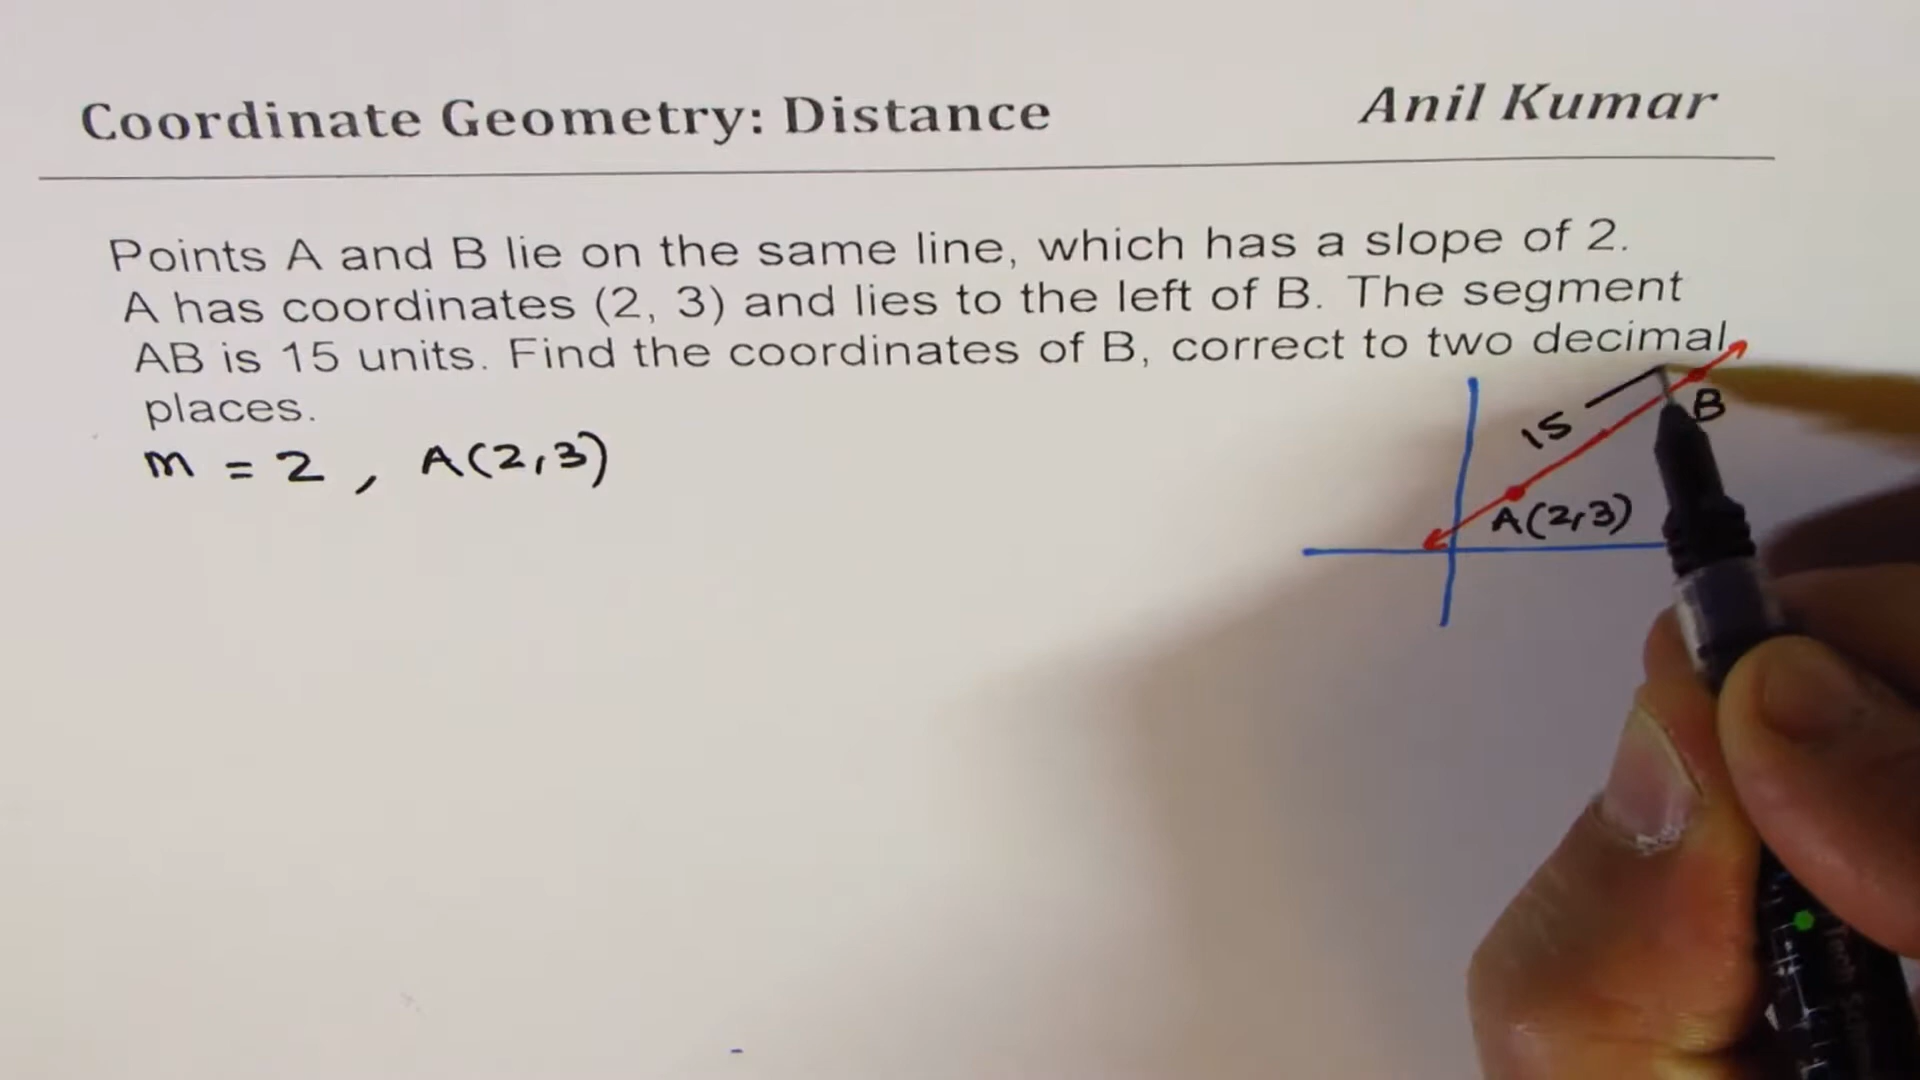 Coordinate Geometry: Distance
Anil Kumar
Points A and B lie on the same line, which has a slope of 2.
A has coordinates (2, 3) and lies to the left of B. The segment
AB is 15 units. Find the coordinates of B, correct to two decimal
places.
m = 2 , A(2,3)
15
B
A(2,3)